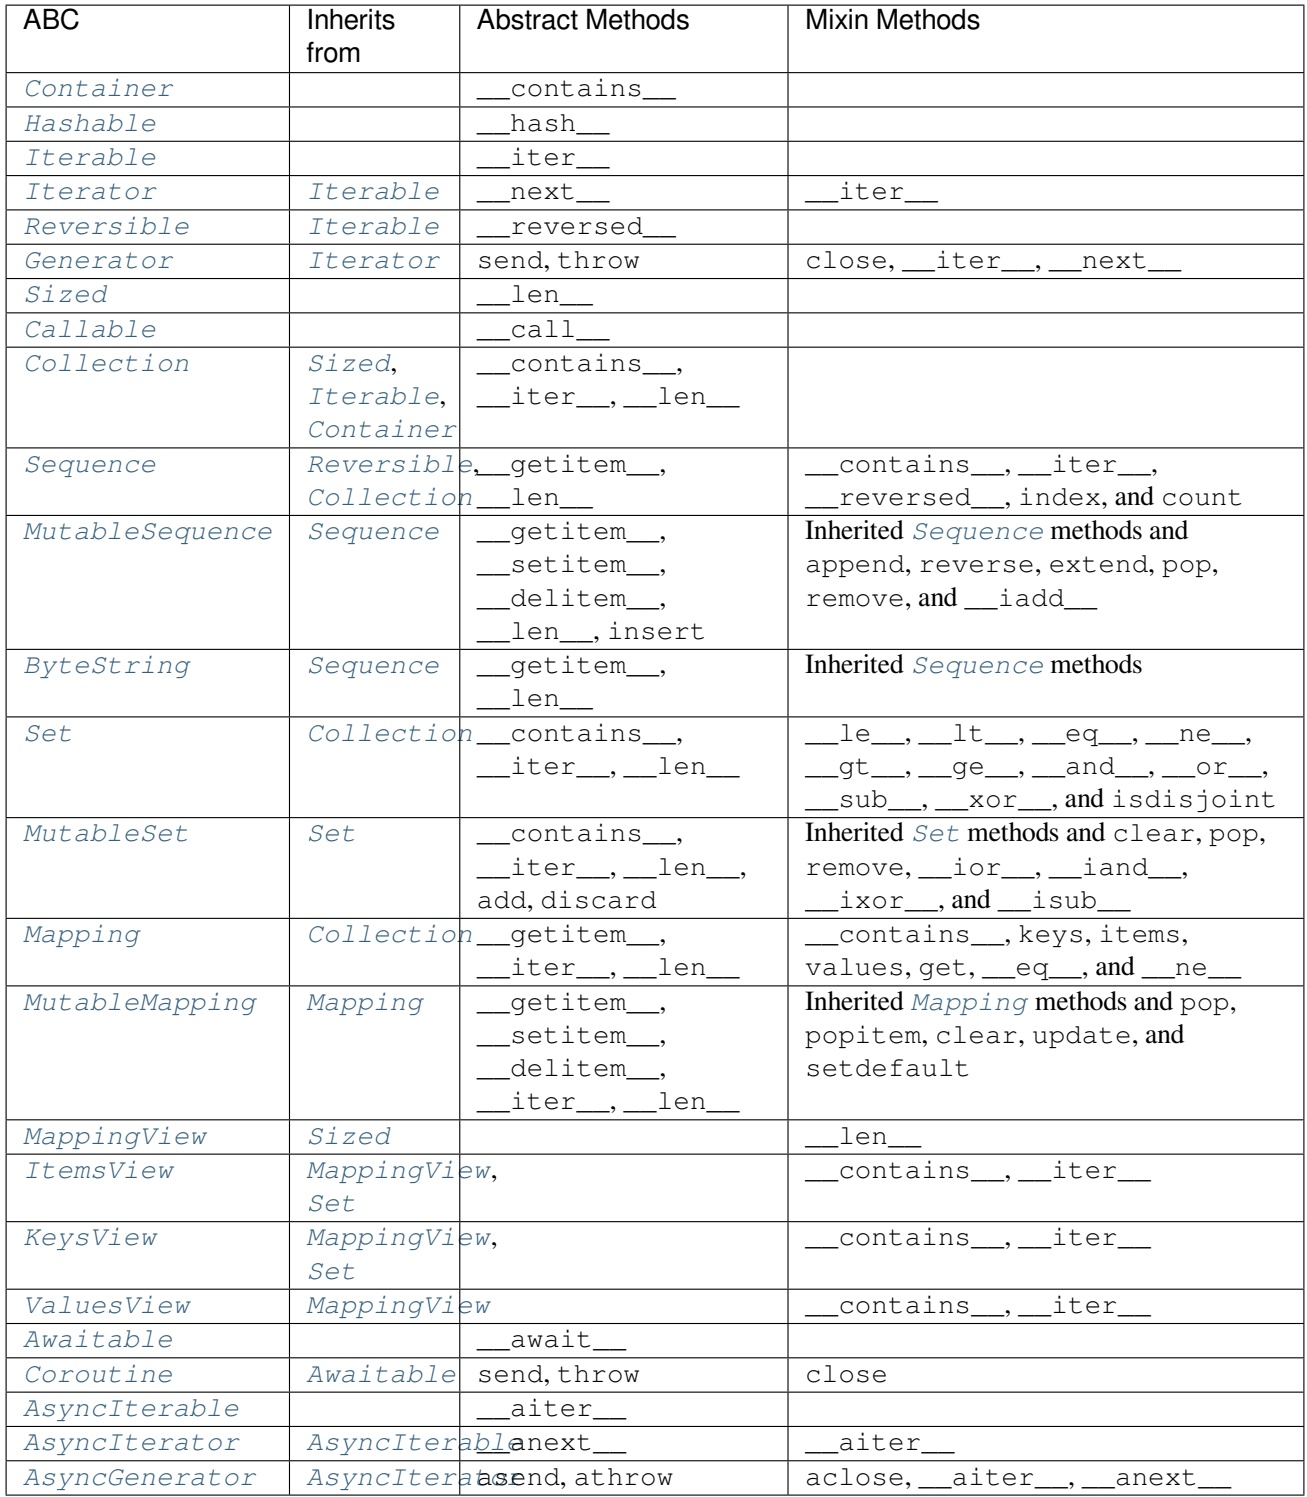 ABC Inherits from Abstract Methods Mixin Methods
Container __contains__
Hashable __hash__
Iterable __iter__
Iterator Iterable __next__ __iter__
Reversible Iterable __reversed__
Generator Iterator send, throw close, __iter__, __next__
Sized __len__
Callable __call__
Collection Sized, __contains__,
Iterable, __iter__, __len__
Container
Sequence Reversible, __getitem__, __contains__, __iter__,
Collection __len__ __reversed__, index, and count
MutableSequence Sequence __getitem__, Inherited Sequence methods and
__setitem__, append, reverse, extend, pop,
__delitem__, remove, and __iadd__
__len__, insert
ByteString Sequence __getitem__, Inherited Sequence methods
__len__
Set Collection __contains__, __le__, __lt__, __eq__, __ne__,
__iter__, __len__ __gt__, __ge__, __and__, __or__,
__sub__, __xor__, and isdisjoint
MutableSet Set __contains__, Inherited Set methods and clear, pop,
__iter__, __len__, remove, __ior__, __iand__,
add, discard __ixor__, and __isub__
Mapping Collection __getitem__, __contains__, keys, items,
__iter__, __len__ values, get, __eq__, and __ne__
MutableMapping Mapping __getitem__, Inherited Mapping methods and pop,
__setitem__, popitem, clear, update, and
__delitem__, setdefault
__iter__, __len__
MappingView Sized __len__
ItemsView MappingView, __contains__, __iter__
Set
KeysView MappingView, __contains__, __iter__
Set
ValuesView MappingView __contains__, __iter__
Awaitable __await__
Coroutine Awaitable send, throw close
AsyncIterable __aiter__
AsyncIterator AsyncIterable __anext__ __aiter__
AsyncGenerator AsyncIterator asend, athrow aclose, __aiter__, __anext__